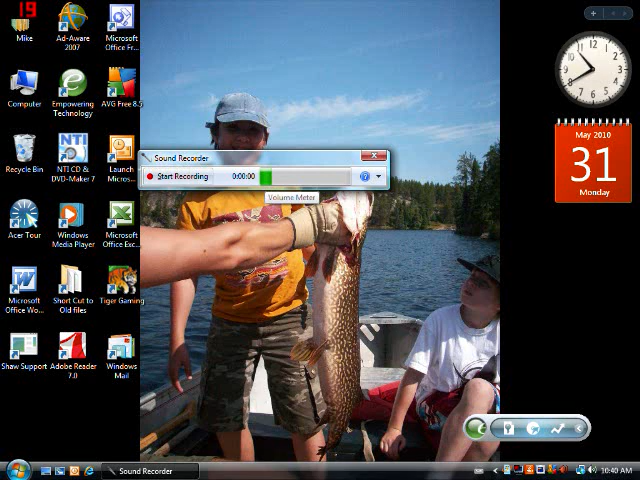 19
Mike
Ad-Aware
2007
Microsoft
Office Fr...
Computer
Empowering
Technology
AVG Free 8.5
Recycle Bin
NTI
NTI CD &
DVD-Maker 7
Launch
Micros...
Acer Tour
Windows
Media Player
Microsoft
Office Exc...
Microsoft
Office Wo...
Short Cut to
Old files
Tiger Gaming
Shaw Support
Adobe Reader
7.0
Windows
Mail
Sound Recorder
Start Recording
0:00:00
Volume Meter
12
May 2010
31
Monday
Sound Recorder
10:40 AM